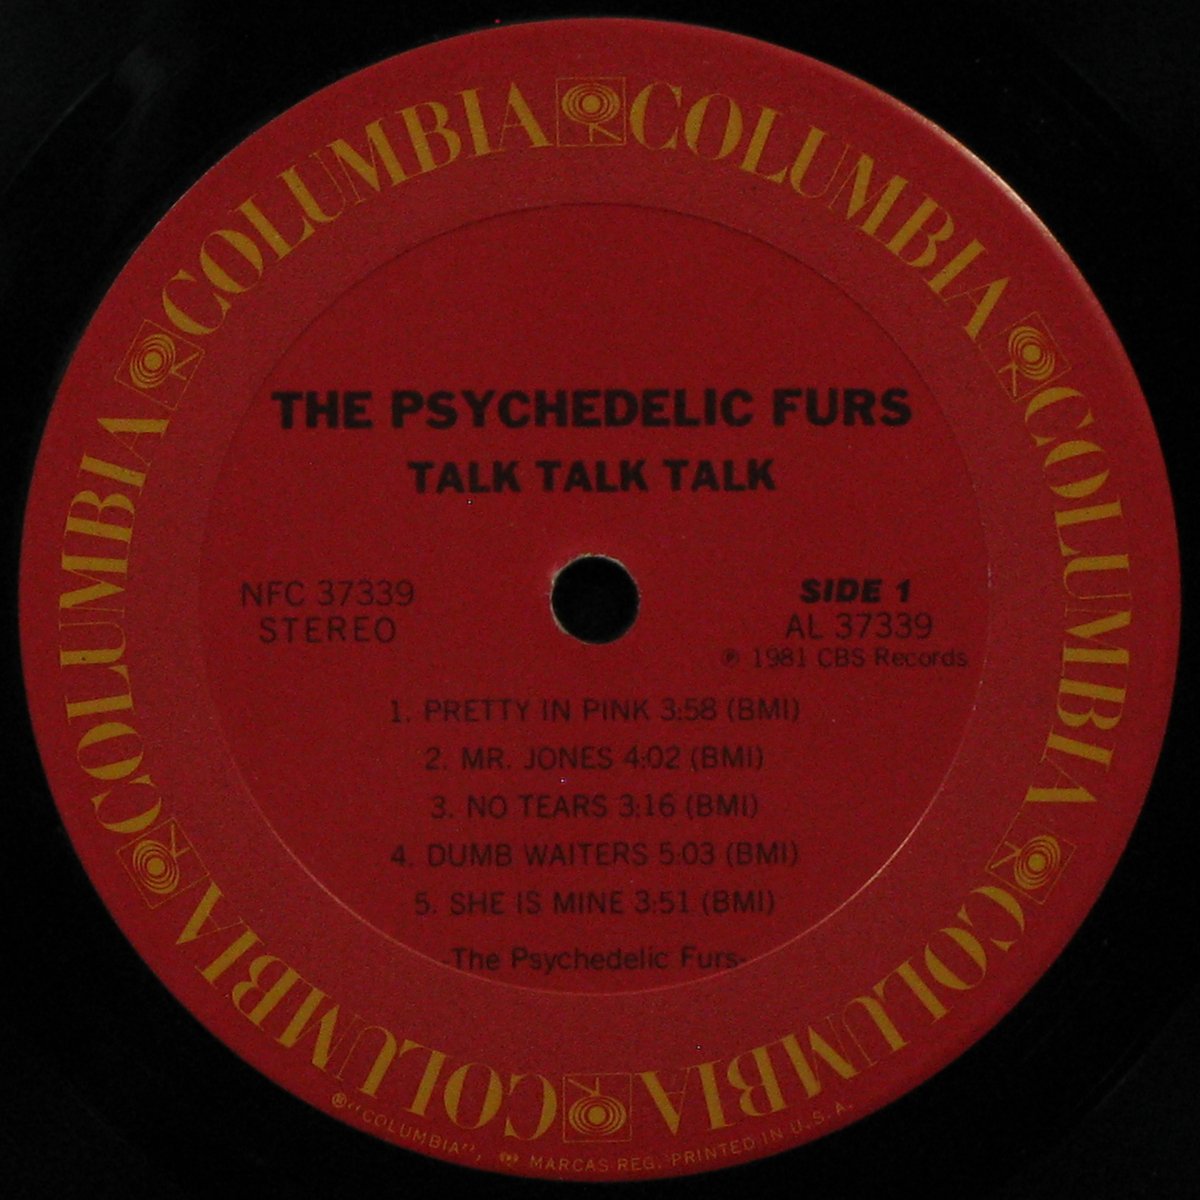 COLUMBIA COLUMBIA COLUMBIA COLUMBIA COLUMBIA COLUMBIA
THE PSYCHEDELIC FURS
TALK TALK TALK
NFC 37339
STEREO
SIDE 1
AL 37339
℗ 1981 CBS Records
1. PRETTY IN PINK 3:58 (BMI)
2. MR. JONES 4:02 (BMI)
3. NO TEARS 3:16 (BMI)
4. DUMB WAITERS 5:03 (BMI)
5. SHE IS MINE 3:51 (BMI)
-The Psychedelic Furs-
®"COLUMBIA", MARCAS REG. PRINTED IN U.S.A.